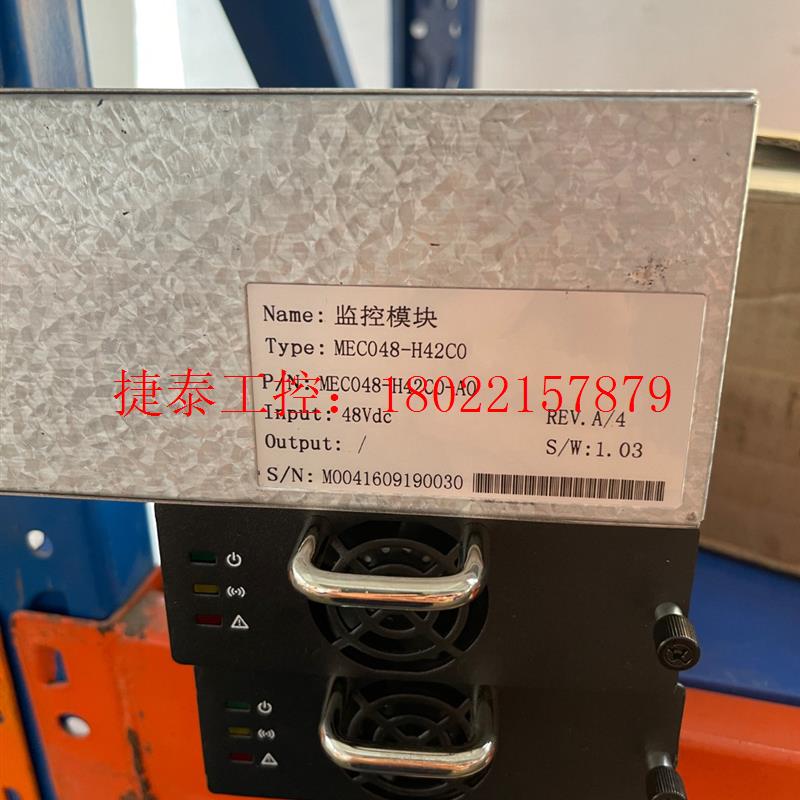 Name: 监控模块
Type: MEC048-H42C0
P/N: MEC048-H42C0-A0
捷泰工控：18022157879
Input: 48Vdc REV.A/4
Output: / S/W:1.03
S/N: M0041609190030